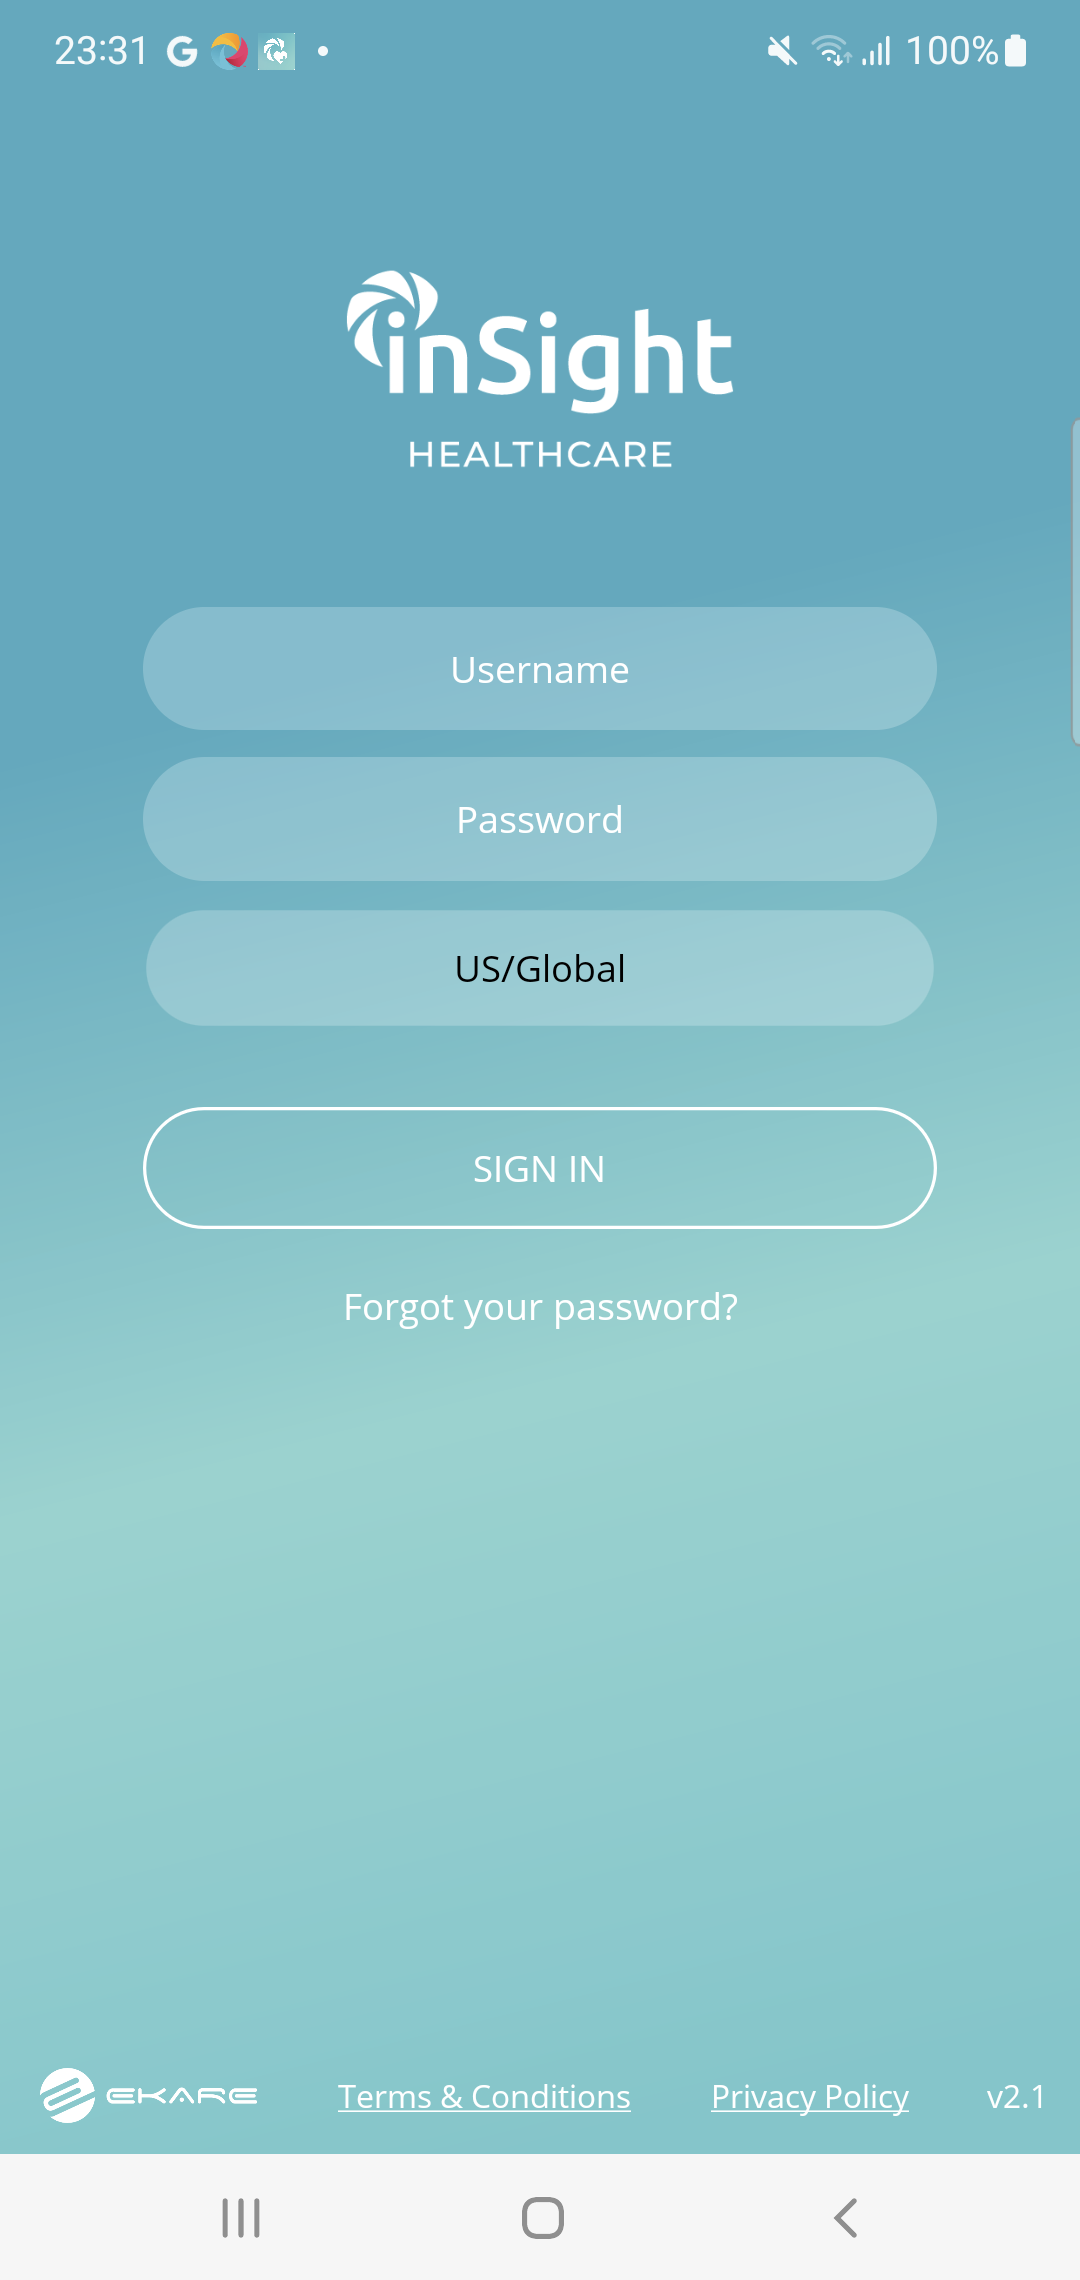 23:31 G 100%
inSight
HEALTHCARE
Username
Password
US/Global
SIGN IN
Forgot your password?
EKARE Terms & Conditions Privacy Policy v2.1